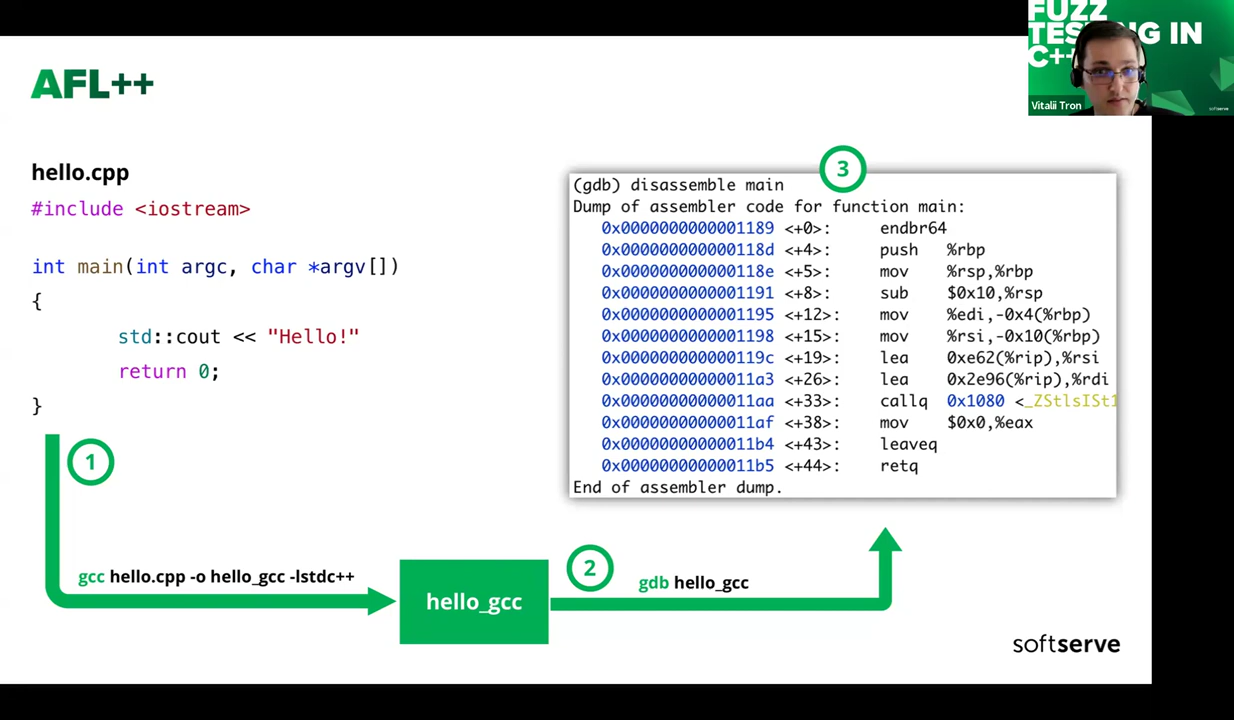 FUZZ
TESTING IN
C++
Vitalii Tron
softserve
AFL++
hello.cpp
#include <iostream>
int main(int argc, char *argv[])
{
std::cout << "Hello!"
return 0;
}
1
gcc hello.cpp -o hello_gcc -lstdc++
hello_gcc
2
gdb hello_gcc
3
(gdb) disassemble main
Dump of assembler code for function main:
0x0000000000001189 <+0>: endbr64
0x000000000000118d <+4>: push %rbp
0x000000000000118e <+5>: mov %rsp,%rbp
0x0000000000001191 <+8>: sub $0x10,%rsp
0x0000000000001195 <+12>: mov %edi,-0x4(%rbp)
0x0000000000001198 <+15>: mov %rsi,-0x10(%rbp)
0x000000000000119c <+19>: lea 0xe62(%rip),%rsi
0x00000000000011a3 <+26>: lea 0x2e96(%rip),%rdi
0x00000000000011aa <+33>: callq 0x1080 <_ZStlsISt1
0x00000000000011af <+38>: mov $0x0,%eax
0x00000000000011b4 <+43>: leaveq
0x00000000000011b5 <+44>: retq
End of assembler dump.
softserve